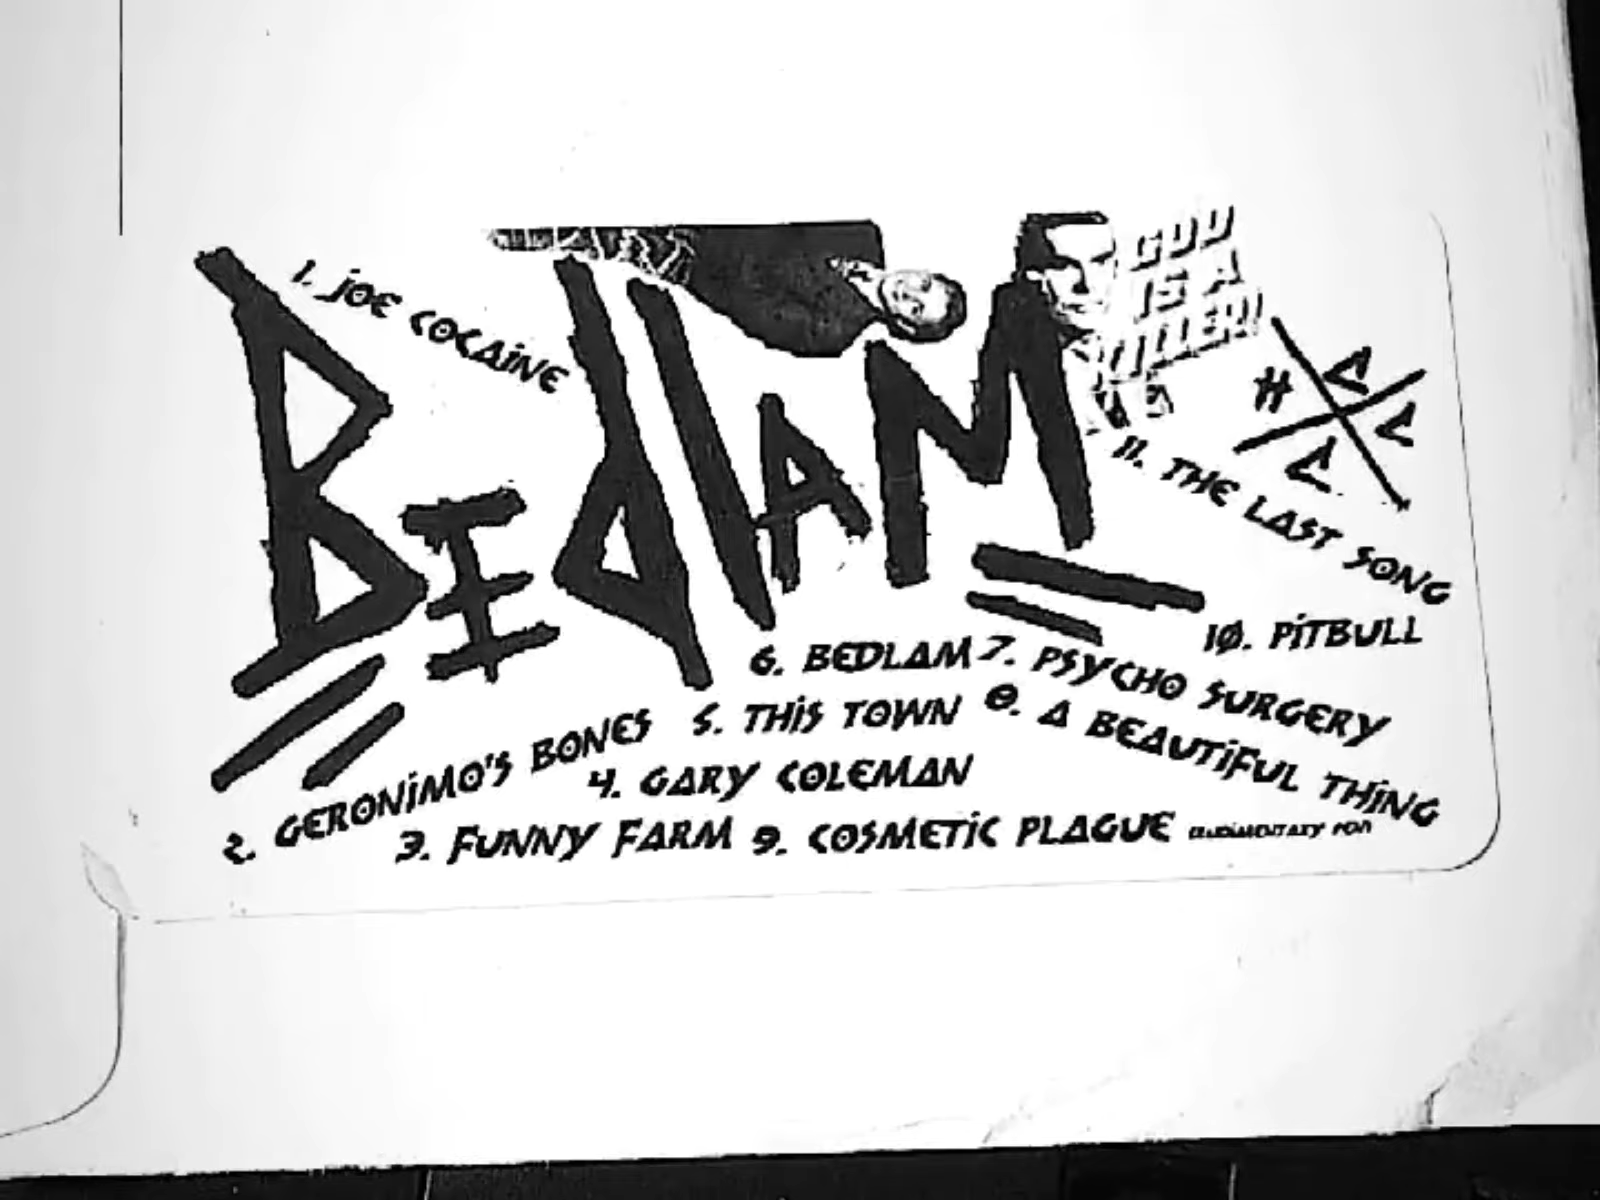 1. JOE COCAINE
BEDLAM
GOD
IS A
KILLER!!
H C C C
11. THE LAST SONG
10. PITBULL
6. BEDLAM
7. PSYCHO SURGERY
5. THIS TOWN
8. A BEAUTIFUL THING
2. GERONIMO'S BONES
4. GARY COLEMAN
3. FUNNY FARM
9. COSMETIC PLAGUE